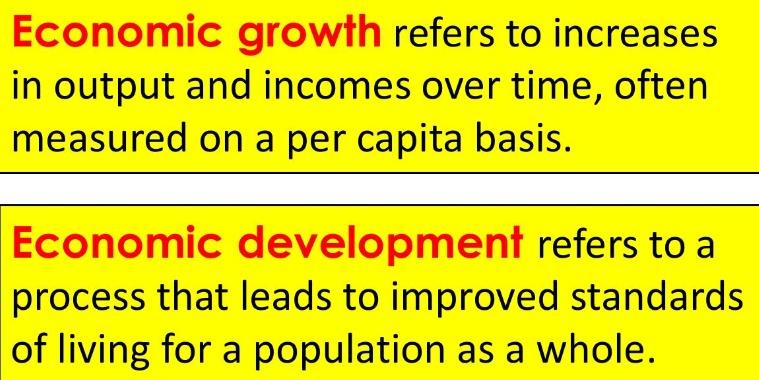 Economic growth refers to increases
in output and incomes over time, often
measured on a per capita basis.
Economic development refers to a
process that leads to improved standards
of living for a population as a whole.